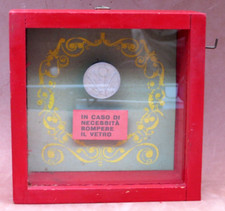 IN CASO DI
NECESSITÀ
ROMPERE
IL VETRO